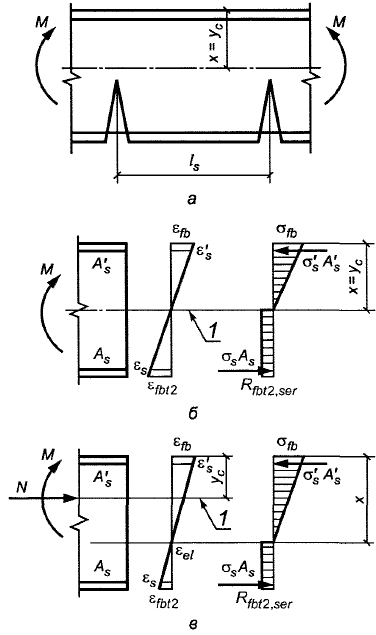 M
x = y_c
M
l_s
а
M
A'_s
A_s
ε_fb
ε'_s
ε_s
ε_fbt2
1
σ_fb
σ'_s A'_s
x = y_c
σ_s A_s
R_fbt2,ser
б
M
N
A'_s
A_s
ε_fb
ε'_s
y_c
1
ε_el
ε_s
ε_fbt2
σ_fb
σ'_s A'_s
x
σ_s A_s
R_fbt2,ser
в